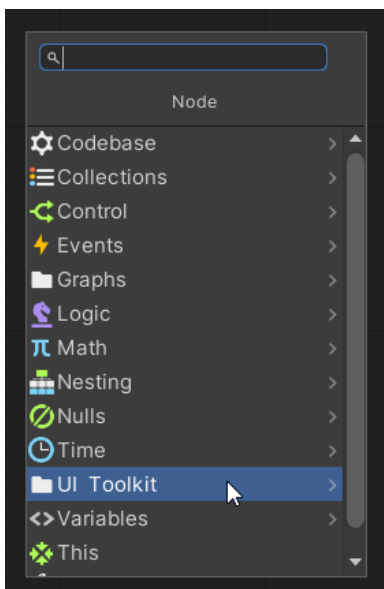 Node
Codebase
Collections
Control
Events
Graphs
Logic
Math
Nesting
Nulls
Time
UI Toolkit
Variables
This